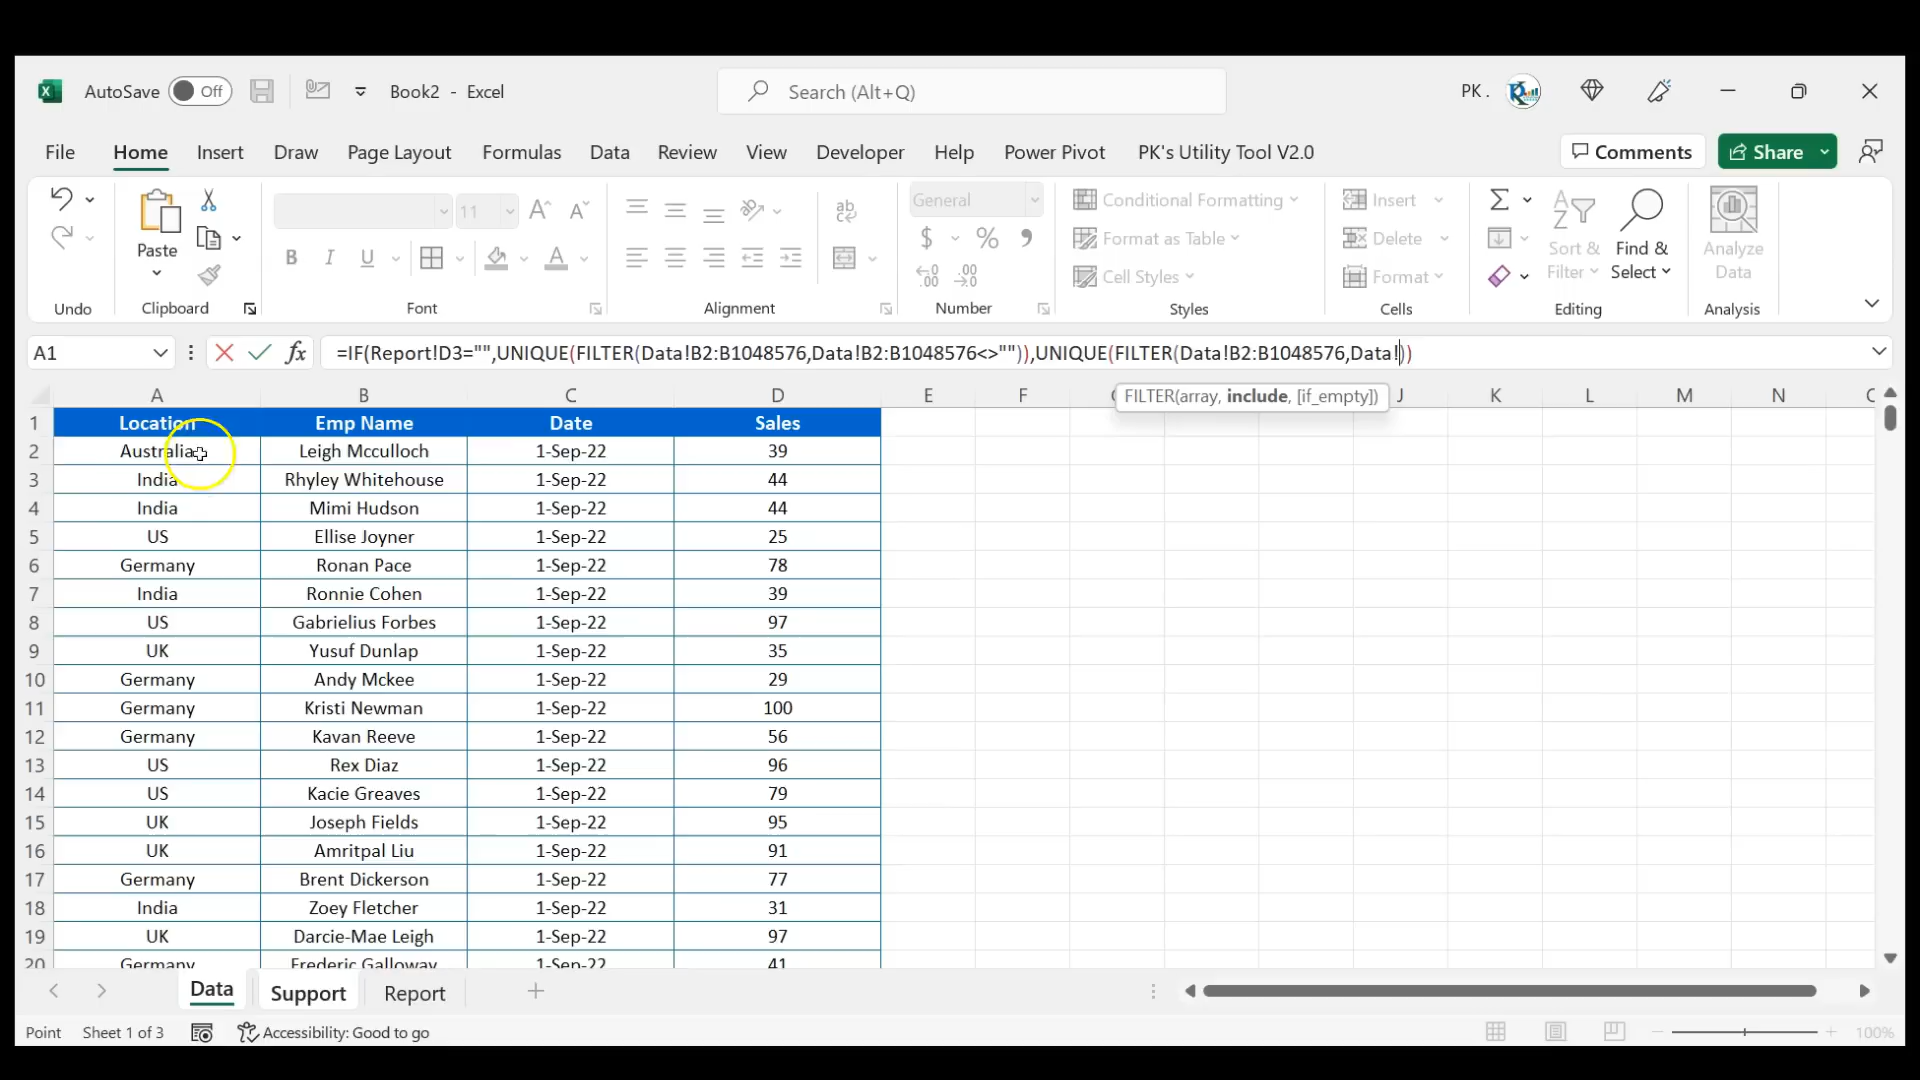 AutoSave Off Book2 - Excel Search (Alt+Q) PK .
File Home Insert Draw Page Layout Formulas Data Review View Developer Help Power Pivot PK's Utility Tool V2.0 Comments Share
11 General Conditional Formatting Insert
Paste B I U $ % Format as Table Delete Sort & Filter Find & Select Analyze Data
Cell Styles Format
Undo Clipboard Font Alignment Number Styles Cells Editing Analysis
A1 fx =IF(Report!D3="",UNIQUE(FILTER(Data!B2:B1048576,Data!B2:B1048576<>"")),UNIQUE(FILTER(Data!B2:B1048576,Data!))
FILTER(array, include, [if_empty])
A B C D E F G H I J K L M N O
1 Location Emp Name Date Sales
2 Australia Leigh Mcculloch 1-Sep-22 39
3 India Rhyley Whitehouse 1-Sep-22 44
4 India Mimi Hudson 1-Sep-22 44
5 US Ellise Joyner 1-Sep-22 25
6 Germany Ronan Pace 1-Sep-22 78
7 India Ronnie Cohen 1-Sep-22 39
8 US Gabrielius Forbes 1-Sep-22 97
9 UK Yusuf Dunlap 1-Sep-22 35
10 Germany Andy Mckee 1-Sep-22 29
11 Germany Kristi Newman 1-Sep-22 100
12 Germany Kavan Reeve 1-Sep-22 56
13 US Rex Diaz 1-Sep-22 96
14 US Kacie Greaves 1-Sep-22 79
15 UK Joseph Fields 1-Sep-22 95
16 UK Amritpal Liu 1-Sep-22 91
17 Germany Brent Dickerson 1-Sep-22 77
18 India Zoey Fletcher 1-Sep-22 31
19 UK Darcie-Mae Leigh 1-Sep-22 97
20 Germany Frederic Galloway 1-Sep-22 41
Data Support Report
Point Sheet 1 of 3 Accessibility: Good to go 100%